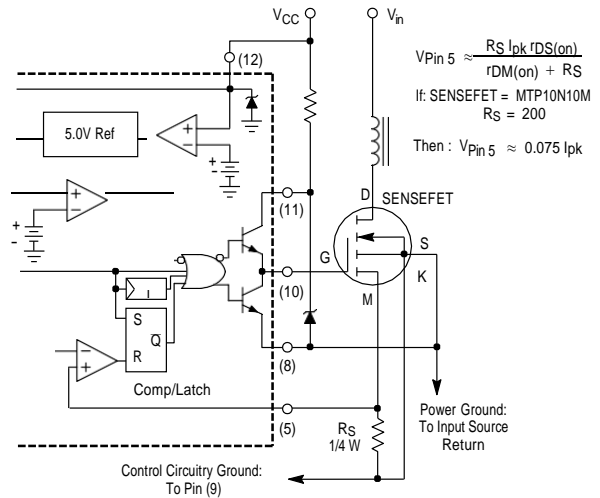 VCC
Vin
(12)
VPin 5 ≈ RS Ipk rDS(on)
rDM(on) + RS
If: SENSEFET = MTP10N10M
RS = 200
Then : VPin 5 ≈ 0.075 Ipk
5.0V Ref
+
−
+
-
+
−
+
-
(11)
D
SENSEFET
G
S
K
M
(10)
S
Q
R
−
+
Comp/Latch
(8)
(5)
RS
1/4 W
Power Ground:
To Input Source
Return
Control Circuitry Ground:
To Pin (9)